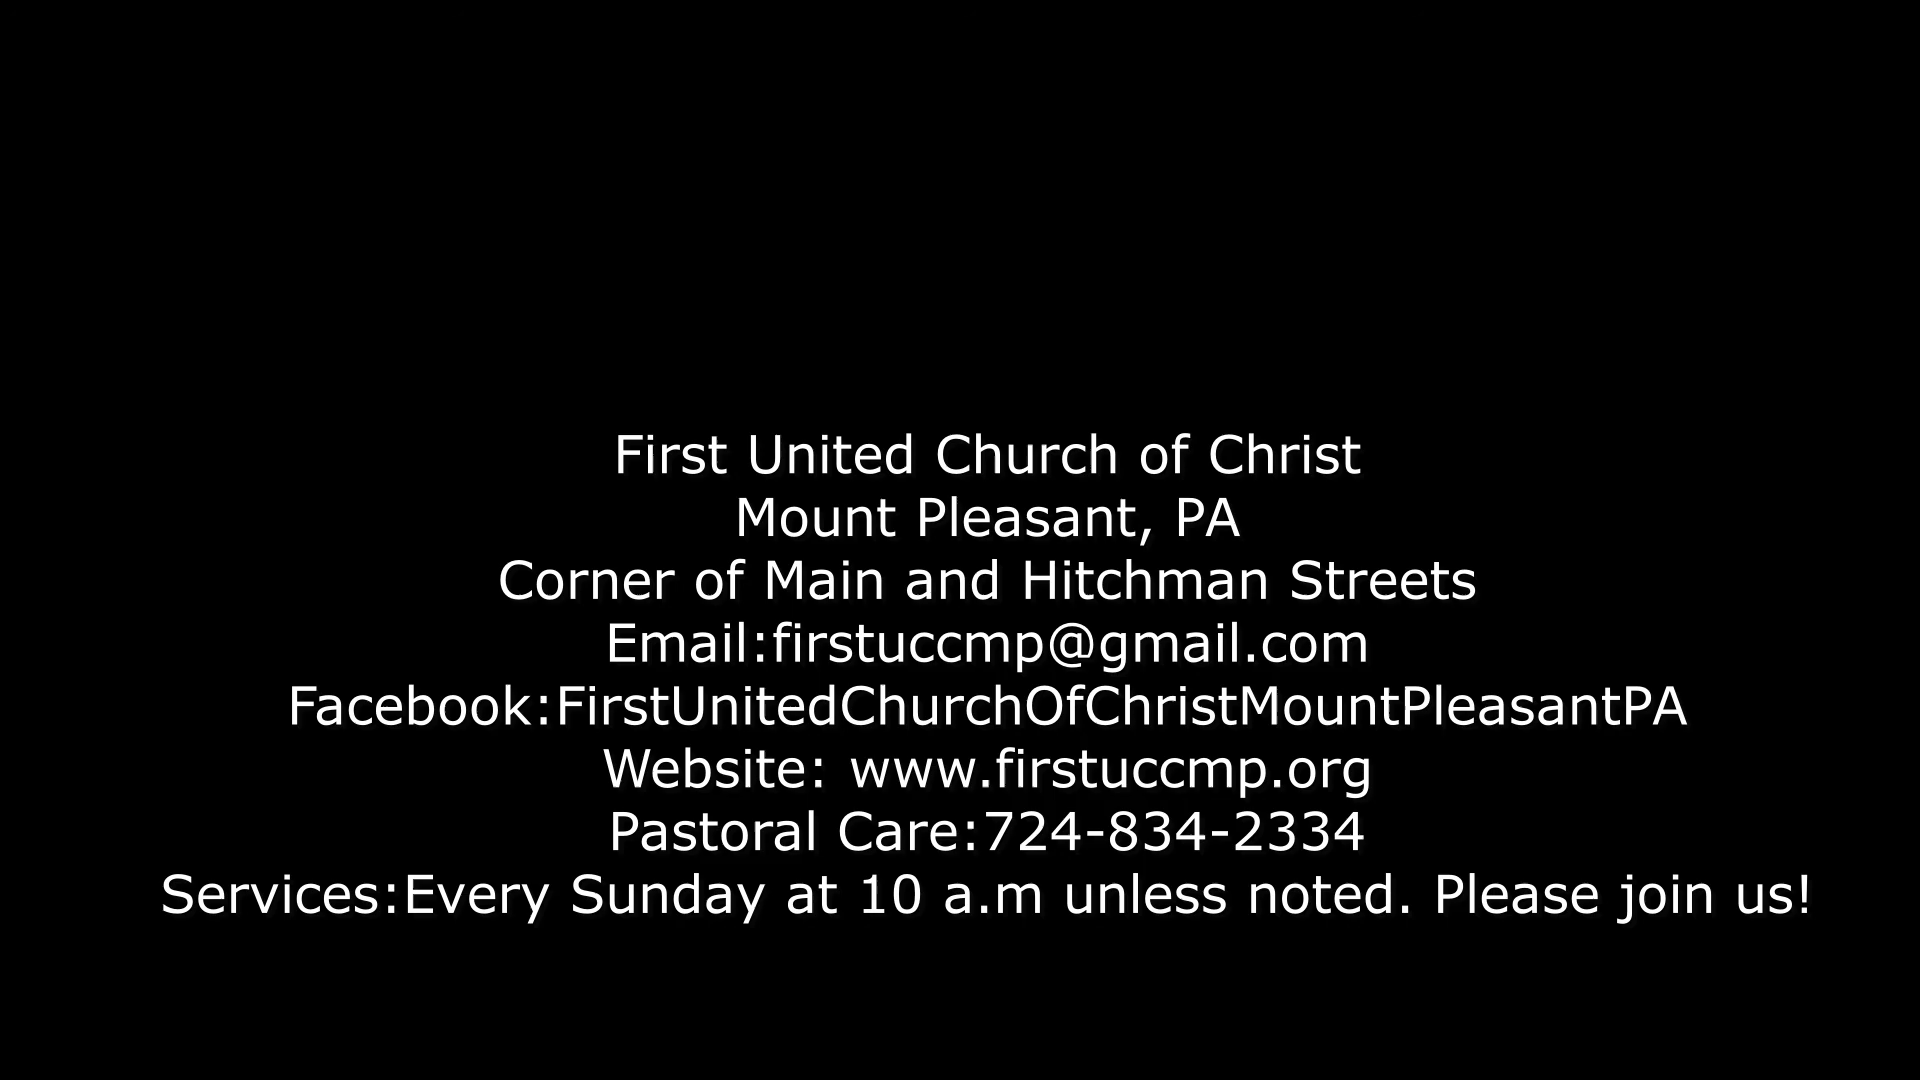 First United Church of Christ
Mount Pleasant, PA
Corner of Main and Hitchman Streets
Email:firstuccmp@gmail.com
Facebook:FirstUnitedChurchOfChristMountPleasantPA
Website: www.firstuccmp.org
Pastoral Care:724-834-2334
Services:Every Sunday at 10 a.m unless noted. Please join us!